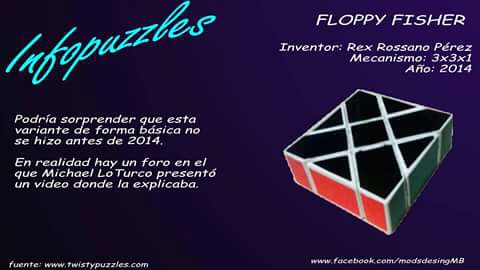 Infopuzzles
FLOPPY FISHER
Inventor: Rex Rossano Pérez
Mecanismo: 3x3x1
Año: 2014
Podría sorprender que esta
variante de forma básica no
se hizo antes de 2014.
En realidad hay un foro en el
que Michael LoTurco presentó
un video donde la explicaba.
fuente: www.twistypuzzles.com
www.facebook.com/modsdesingMB